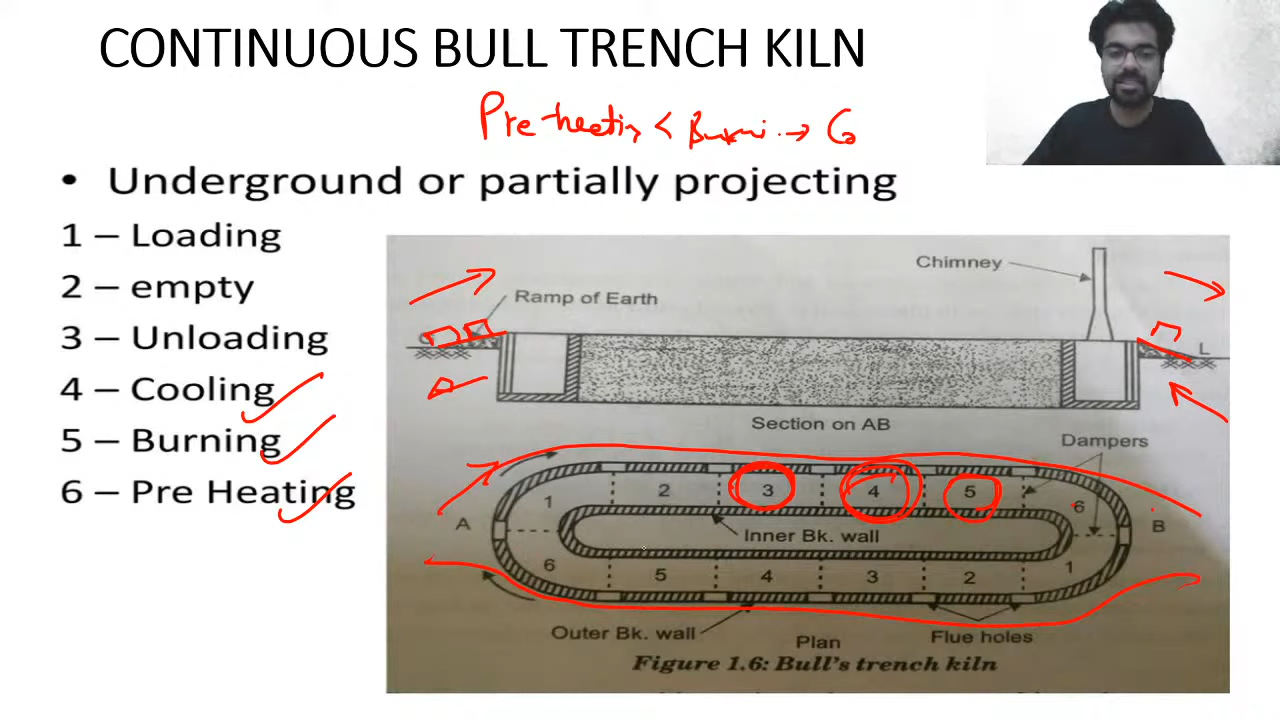 CONTINUOUS BULL TRENCH KILN
Pre-heating <
• Underground or partially projecting
1 – Loading
2 – empty
3 – Unloading
4 – Cooling
5 – Burning
6 – Pre Heating
Chimney
Ramp of Earth
L
Section on AB
Dampers
2 3 4 5
1 6
A B
Inner Bk. wall
6 5 4 3 2 1
Outer Bk. wall
Plan
Flue holes
Figure 1.6: Bull's trench kiln